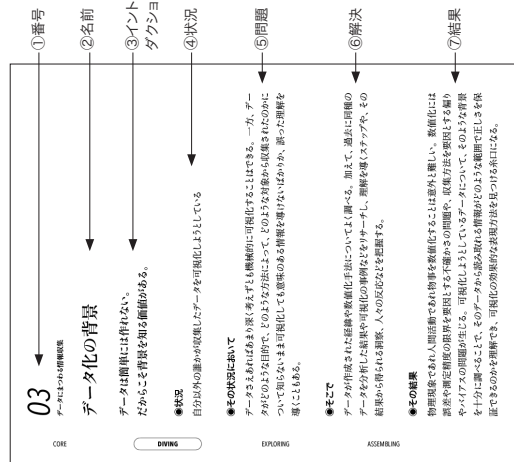 ①番号
②名前
③イント
ダクショ
④状況
⑤問題
⑥解決
⑦結果
03
データにまつわる情報収集
データ化の背景
データは簡単には作れない。
だからこそ背景を知る価値がある。
●状況
自分以外の誰かが収集したデータを可視化しようとしている
●その状況において
データさえあればあまり深く考えずとも機械的に可視化することはできる。一方、デー
タがどのような目的で、どのような方法によって、どのような対象から収集されたのかに
ついて知らないまま可視化しても意味のある情報を導けないばかりか、誤った理解を
導くこともある。
●そこで
データが作成された経緯や数値化手法についてよく調べる。加えて、過去に同種の
データを分析した結果や可視化の事例などをリサーチし、理解を導くステップや、その
結果から得られる洞察、人々の反応などを把握する。
●その結果
物理現象であれ人間活動であれ物事を数値化することは意外と難しい。数値化には
誤差や測定精度の限界を要因とする不確かさの問題や、収集方法を要因とする偏り
やバイアスの問題が生じる。可視化しようとしているデータについて、そのような背景
を十分に調べることで、そのデータから読み取れる情報がどのような範囲で正しさを保
証できるのかを理解でき、可視化の効果的な表現方法を見つける糸口になる。
CORE
DIVING
EXPLORING
ASSEMBLING